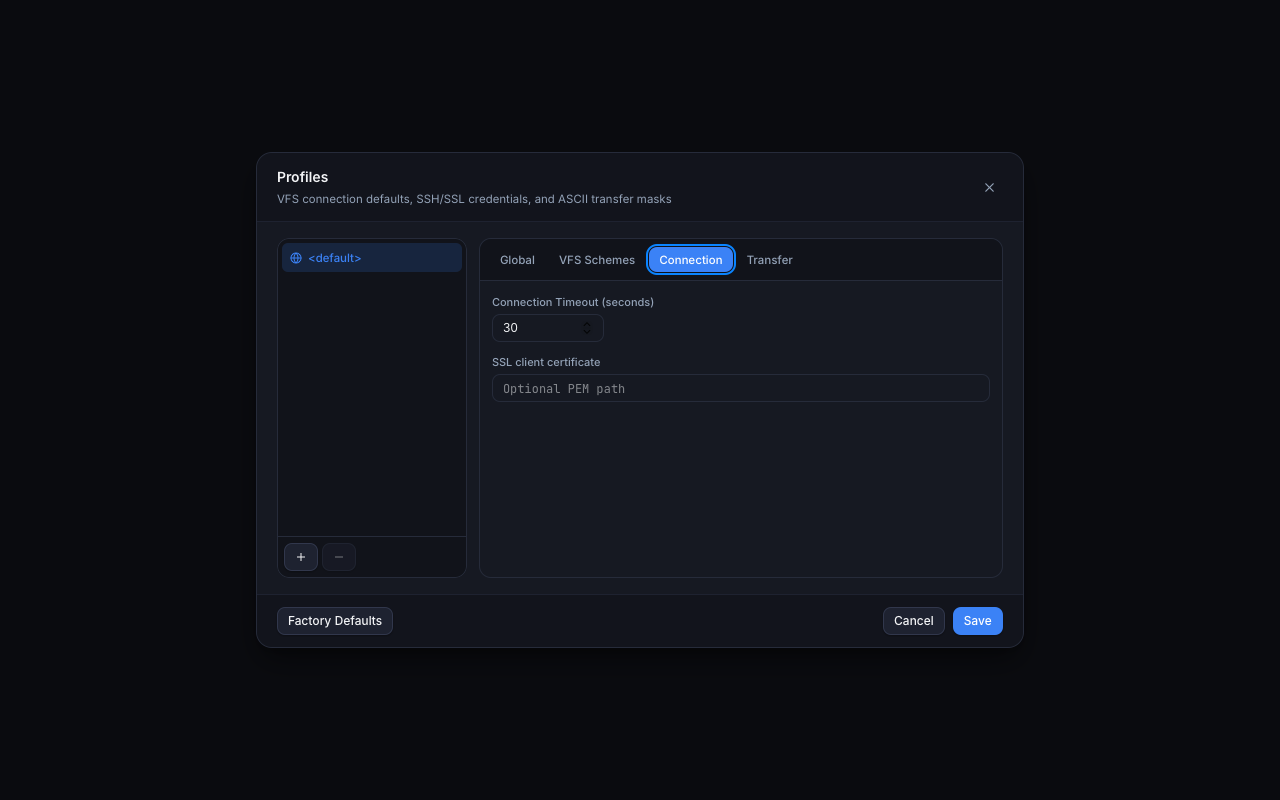 Profiles
VFS connection defaults, SSH/SSL credentials, and ASCII transfer masks
<default>
Global VFS Schemes Connection Transfer
Connection Timeout (seconds)
30
SSL client certificate
Optional PEM path
Factory Defaults
Cancel Save